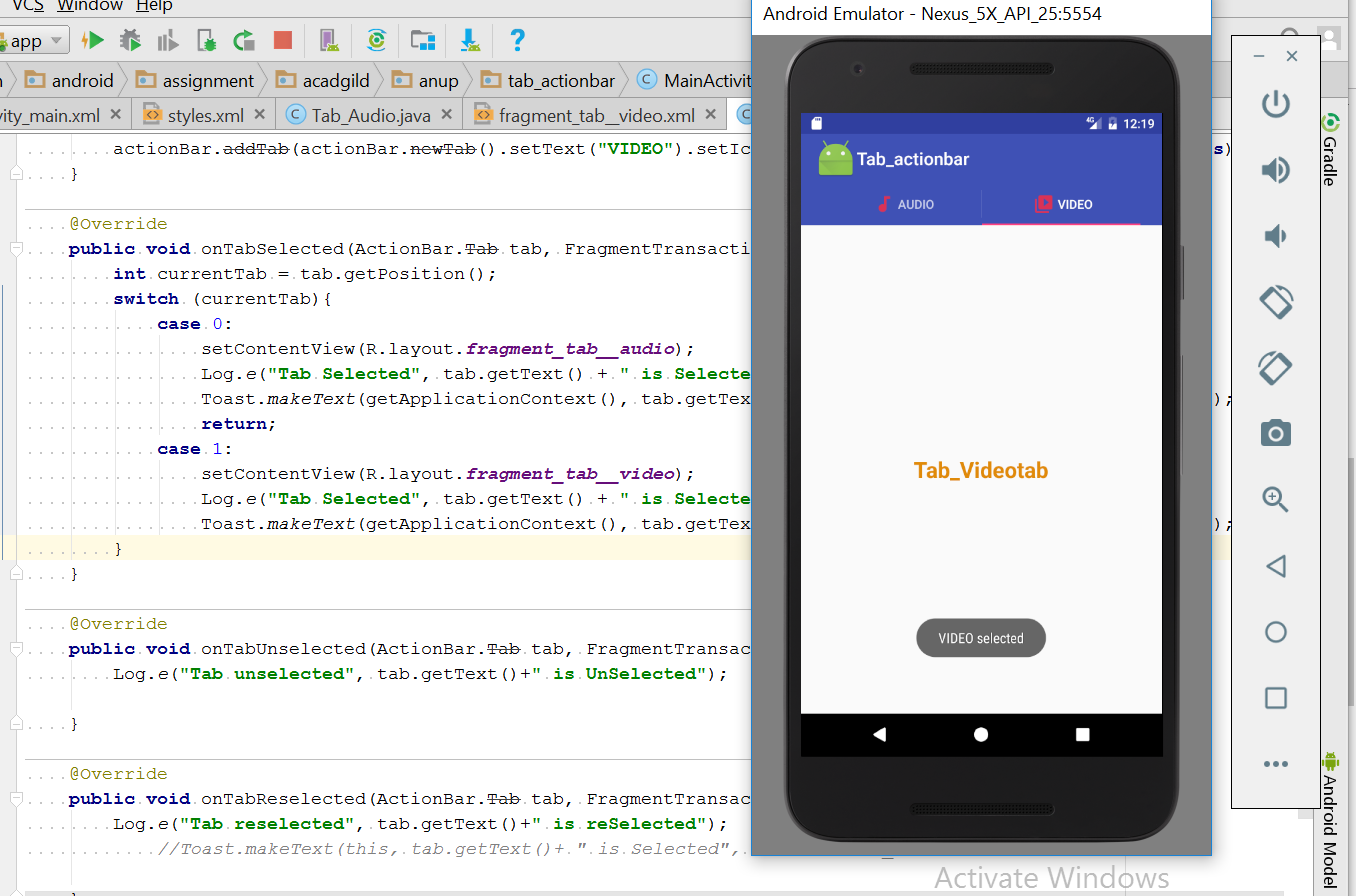 VCS Window Help
Android Emulator - Nexus_5X_API_25:5554
app
android assignment acadgild anup tab_actionbar MainActivit
ity_main.xml styles.xml Tab_Audio.java fragment_tab__video.xml
actionBar.addTab(actionBar.newTab().setText("VIDEO").setIc s)
}
@Override
public void onTabSelected(ActionBar.Tab tab, FragmentTransacti
int currentTab = tab.getPosition();
switch (currentTab){
case 0:
setContentView(R.layout.fragment_tab__audio);
Log.e("Tab Selected", tab.getText() + " is Selecte
Toast.makeText(getApplicationContext(), tab.getTex );
return;
case 1:
setContentView(R.layout.fragment_tab__video);
Log.e("Tab Selected", tab.getText() + " is Selecte
Toast.makeText(getApplicationContext(), tab.getTex );
}
}
@Override
public void onTabUnselected(ActionBar.Tab tab, FragmentTransac
Log.e("Tab unselected", tab.getText()+" is UnSelected");
}
@Override
public void onTabReselected(ActionBar.Tab tab, FragmentTransac
Log.e("Tab reselected", tab.getText()+" is reSelected");
//Toast.makeText(this, tab.getText()+ " is Selected",
4G 12:19
Tab_actionbar
AUDIO VIDEO
Tab_Videotab
VIDEO selected
Gradle
Android Model
Activate Windows